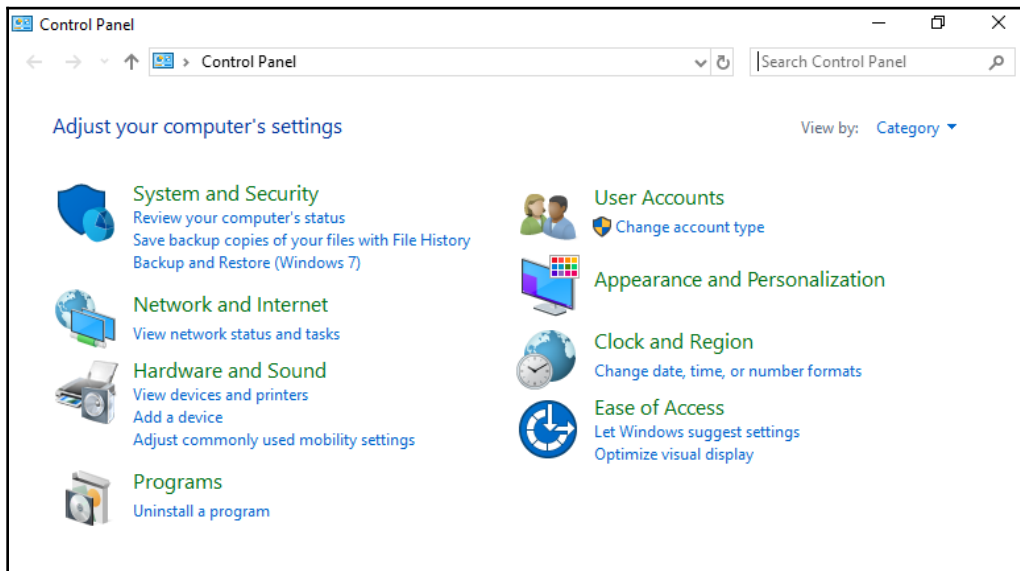 Control Panel
Control Panel
Search Control Panel
Adjust your computer's settings
View by: Category
System and Security
Review your computer's status
Save backup copies of your files with File History
Backup and Restore (Windows 7)
Network and Internet
View network status and tasks
Hardware and Sound
View devices and printers
Add a device
Adjust commonly used mobility settings
Programs
Uninstall a program
User Accounts
Change account type
Appearance and Personalization
Clock and Region
Change date, time, or number formats
Ease of Access
Let Windows suggest settings
Optimize visual display